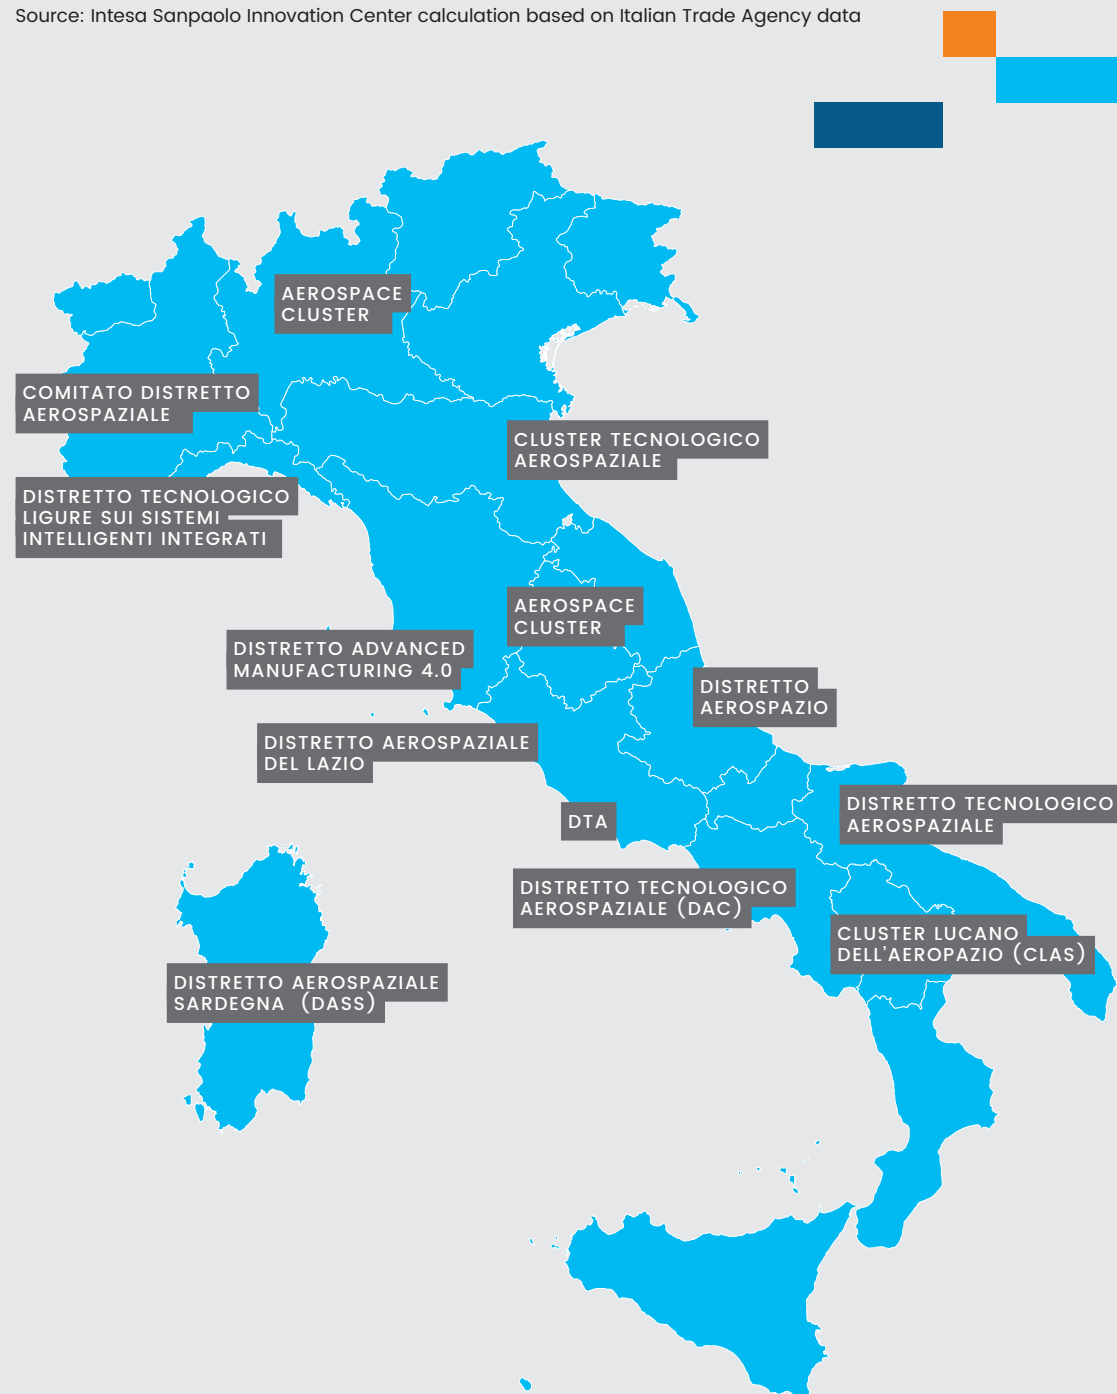 Source: Intesa Sanpaolo Innovation Center calculation based on Italian Trade Agency data
AEROSPACE
CLUSTER
COMITATO DISTRETTO
AEROSPAZIALE
CLUSTER TECNOLOGICO
AEROSPAZIALE
DISTRETTO TECNOLOGICO
LIGURE SUI SISTEMI
INTELLIGENTI INTEGRATI
AEROSPACE
CLUSTER
DISTRETTO ADVANCED
MANUFACTURING 4.0
DISTRETTO
AEROSPAZIO
DISTRETTO AEROSPAZIALE
DEL LAZIO
DTA
DISTRETTO TECNOLOGICO
AEROSPAZIALE
DISTRETTO TECNOLOGICO
AEROSPAZIALE (DAC)
CLUSTER LUCANO
DELL'AEROPAZIO (CLAS)
DISTRETTO AEROSPAZIALE
SARDEGNA (DASS)